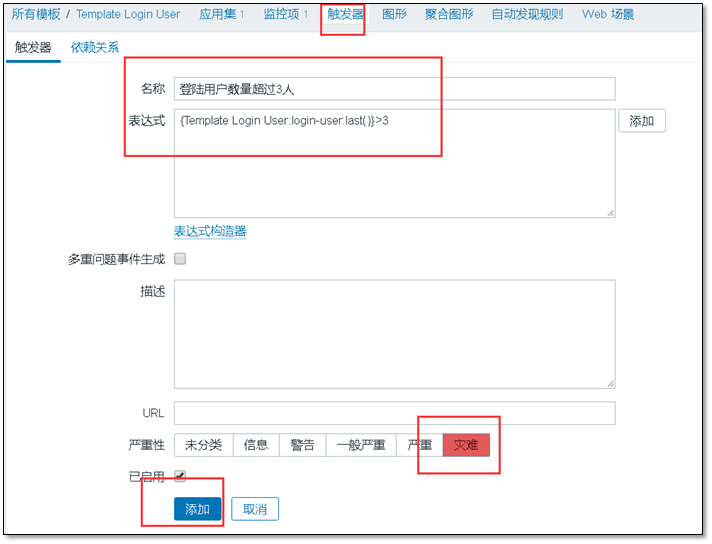 所有模板 / Template Login User 应用集 1 监控项 1 触发器 图形 聚合图形 自动发现规则 Web 场景
触发器 依赖关系
名称 登陆用户数量超过3人
表达式 {Template Login User:login-user.last()}>3 添加
表达式构造器
多重问题事件生成
描述
URL
严重性 未分类 信息 警告 一般严重 严重 灾难
已启用
添加 取消